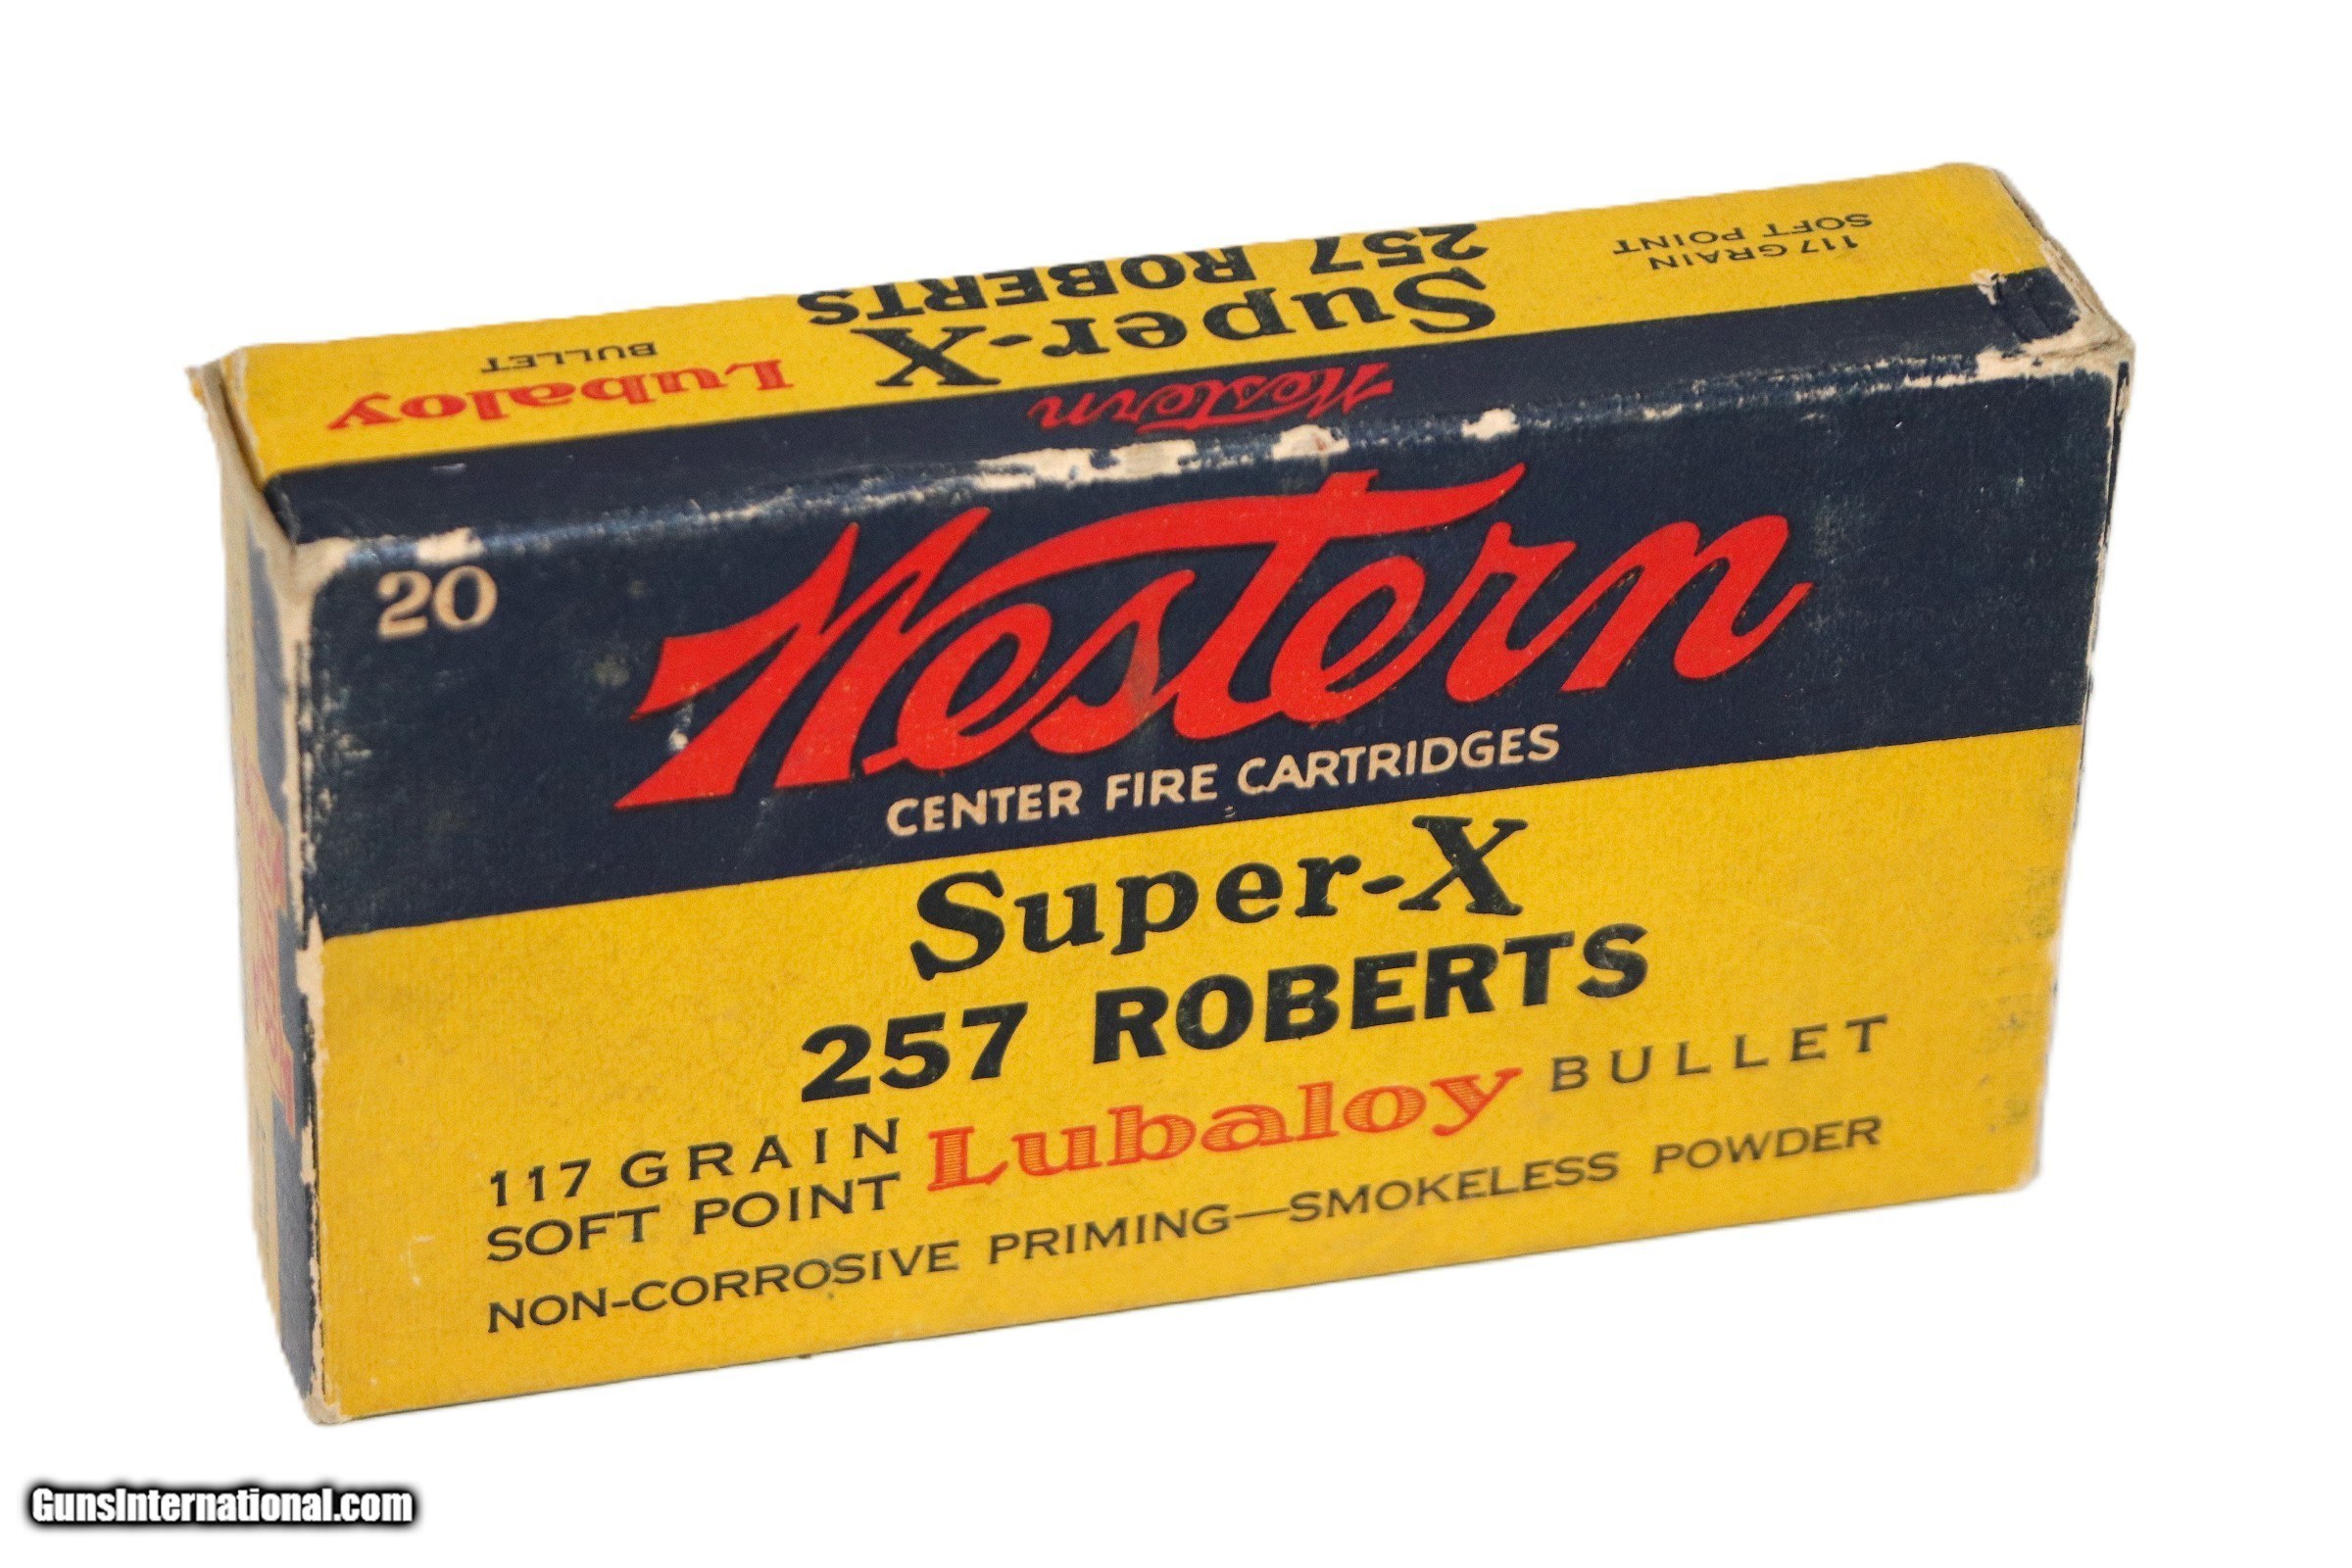 117 GRAIN
SOFT POINT
257 ROBERTS
Super-X
Lubaloy
BULLET
Western
20
Western
CENTER FIRE CARTRIDGES
Super-X
257 ROBERTS
117 GRAIN
SOFT POINT
Lubaloy BULLET
NON-CORROSIVE PRIMING—SMOKELESS POWDER
GunsInternational.com